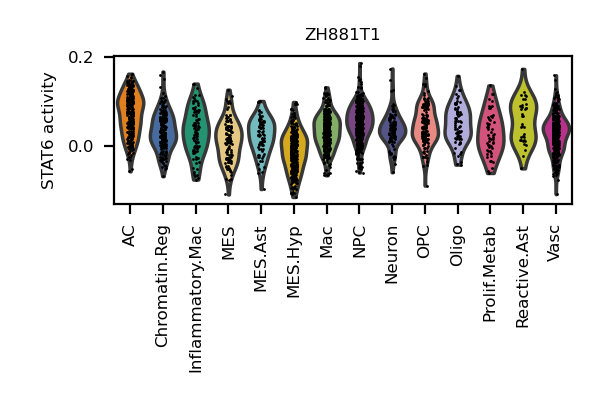 ZH881T1
STAT6 activity
0.2
0.0
AC
Chromatin.Reg
Inflammatory.Mac
MES
MES.Ast
MES.Hyp
Mac
NPC
Neuron
OPC
Oligo
Prolif.Metab
Reactive.Ast
Vasc